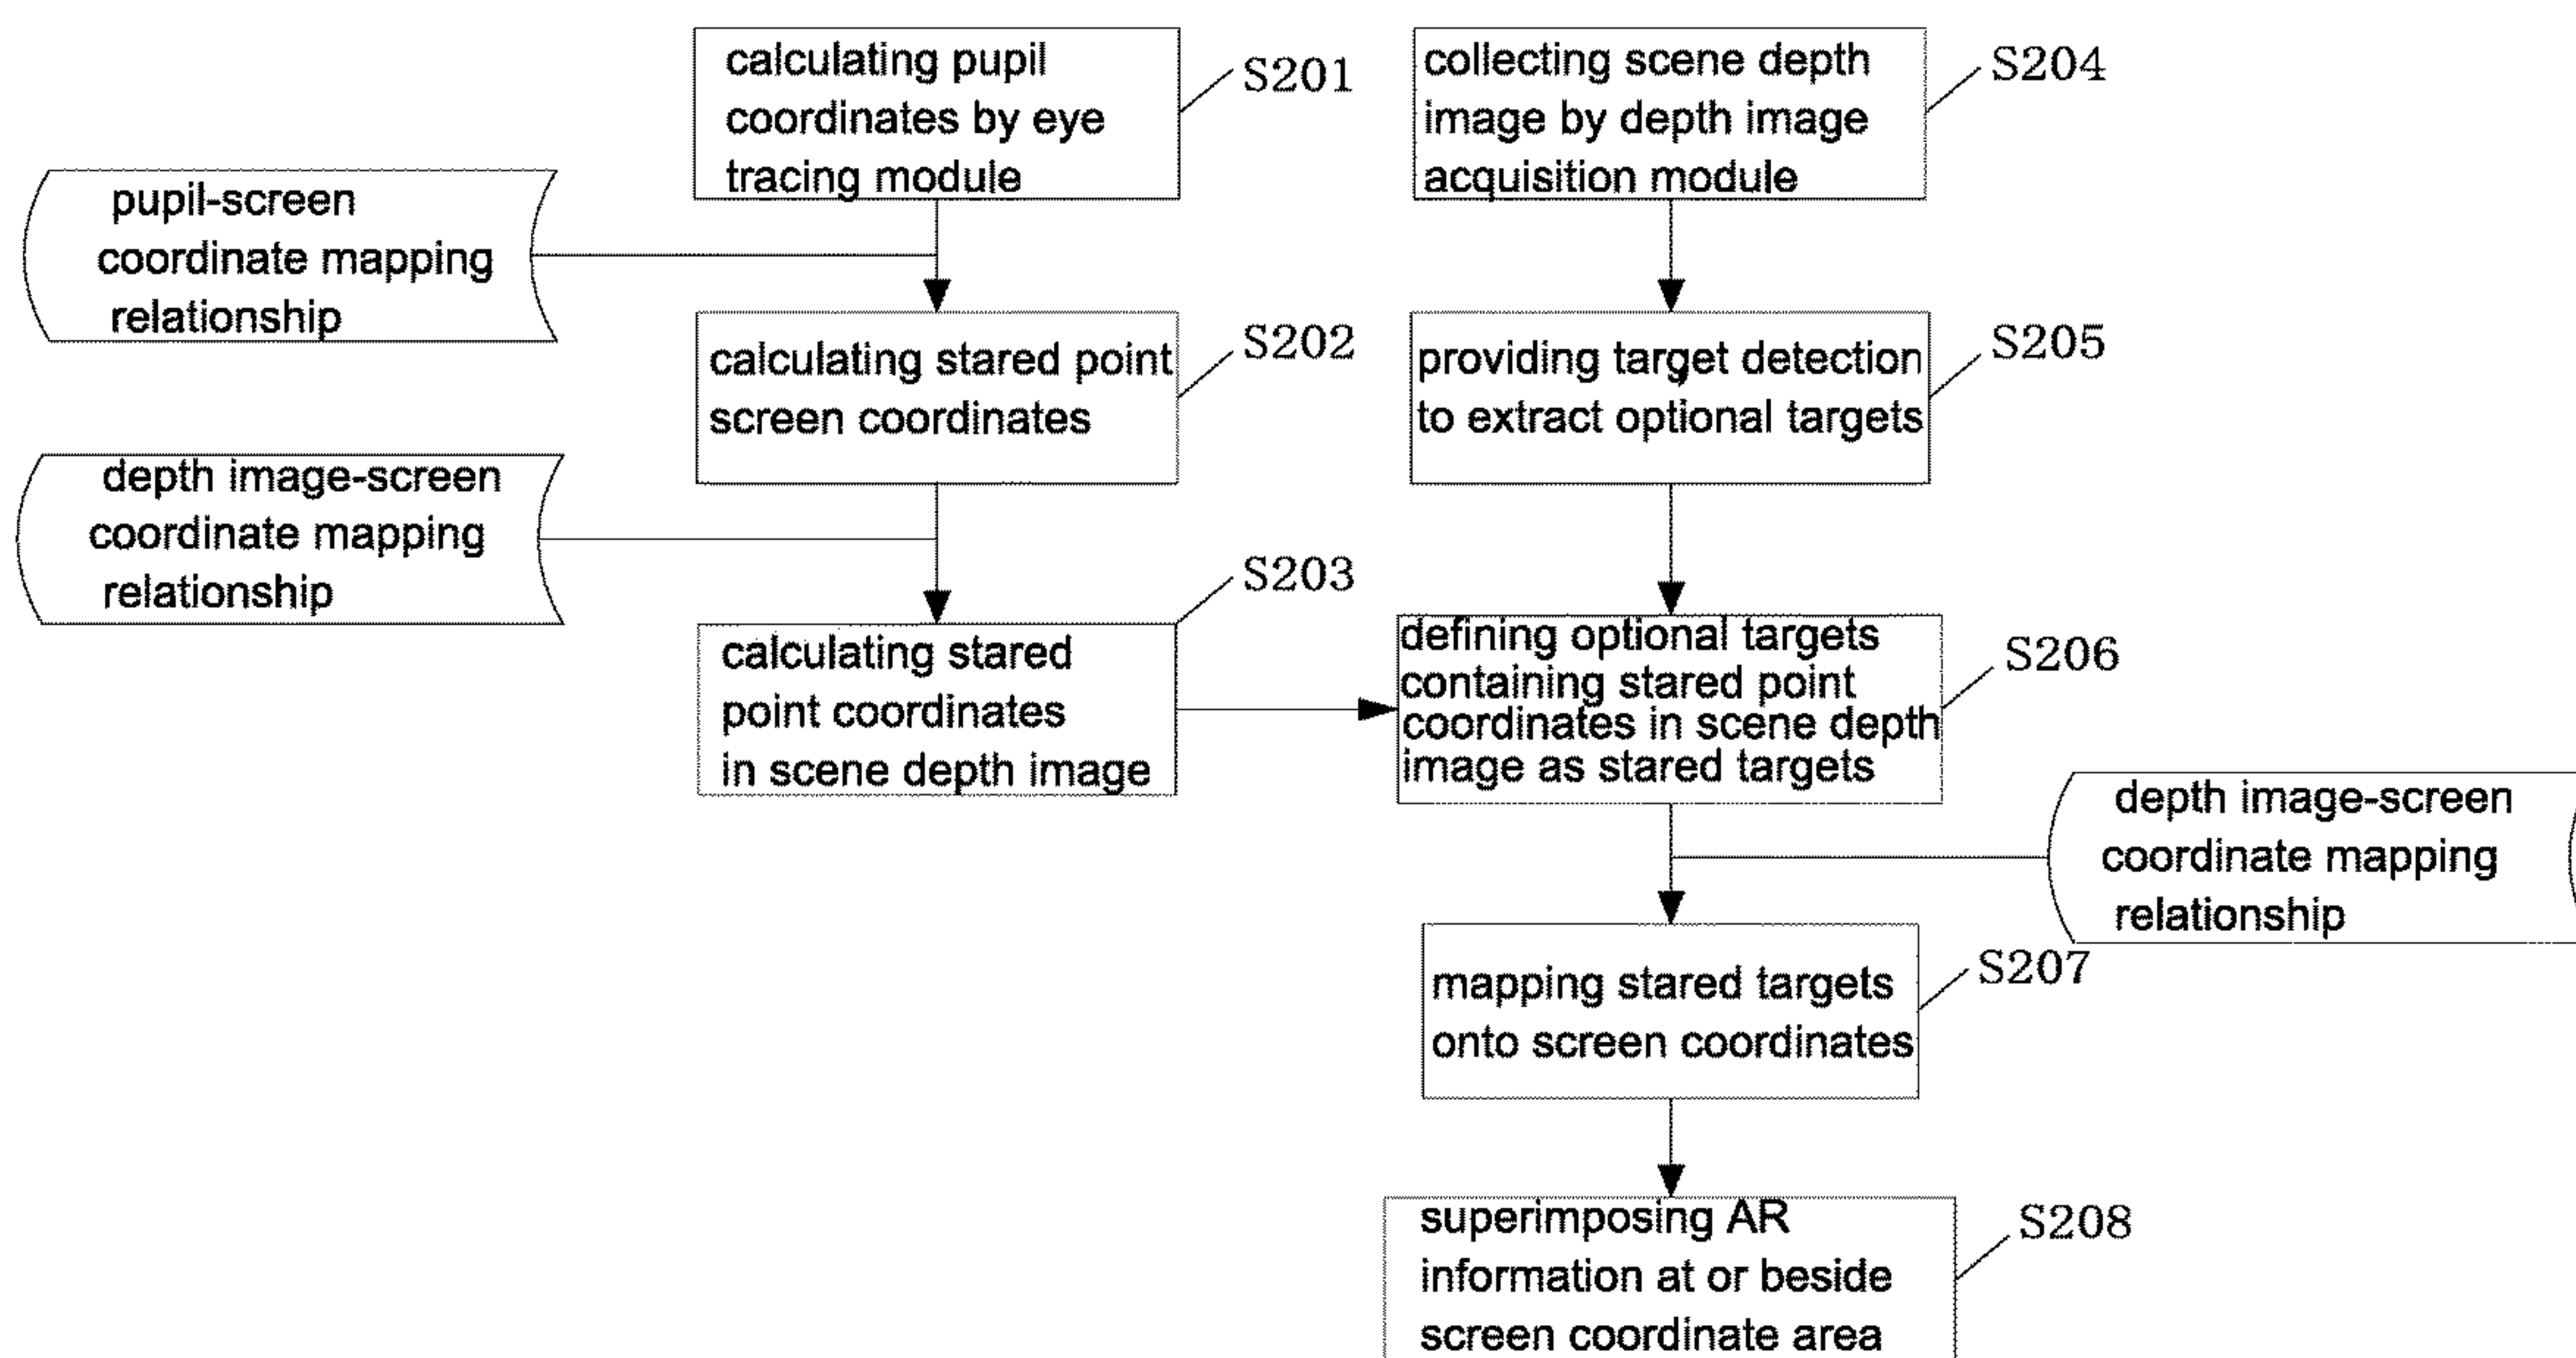 calculating pupil
coordinates by eye
tracing module
S201
pupil-screen
coordinate mapping
relationship
calculating stared point
screen coordinates
S202
depth image-screen
coordinate mapping
relationship
calculating stared
point coordinates
in scene depth image
S203
collecting scene depth
image by depth image
acquisition module
S204
providing target detection
to extract optional targets
S205
defining optional targets
containing stared point
coordinates in scene depth
image as stared targets
S206
depth image-screen
coordinate mapping
relationship
mapping stared targets
onto screen coordinates
S207
superimposing AR
information at or beside
screen coordinate area
S208